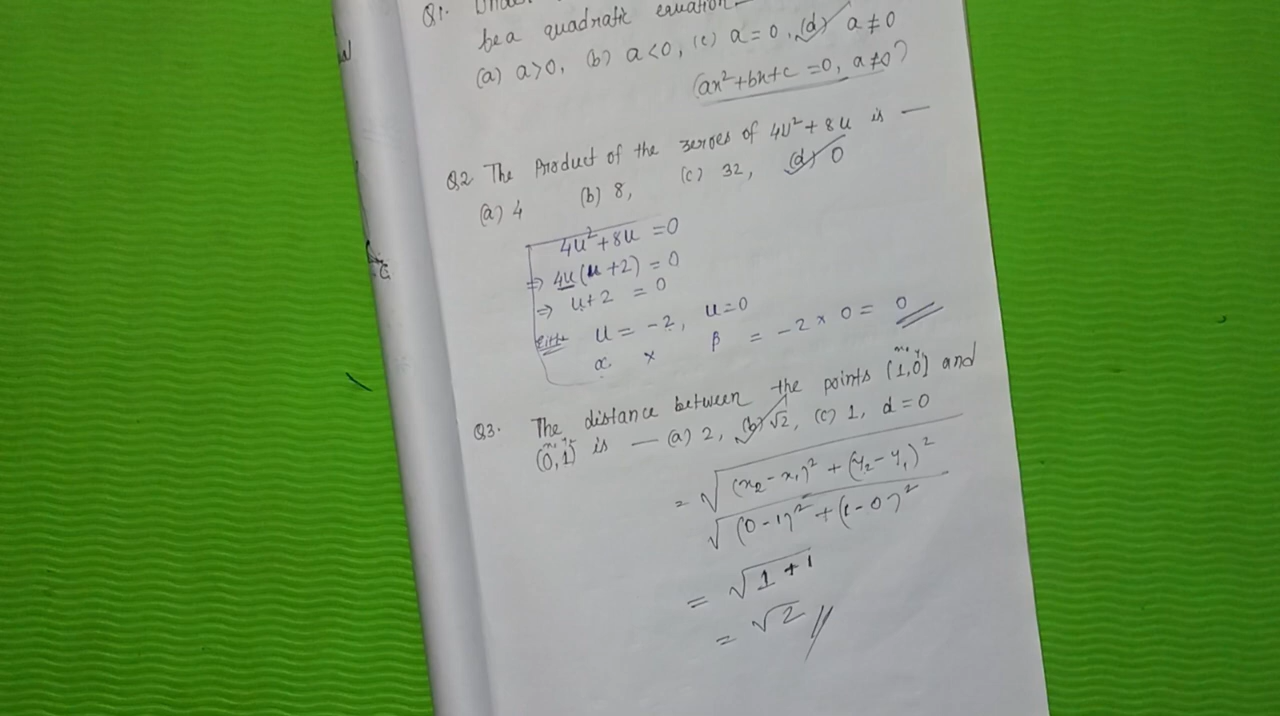 Q1. Under
be a quadratic equation —
(a) a>0, (b) a<0, (c) a=0, (d) a≠0
(ax²+bx+c=0, a≠0)
Q2 The Product of the zeroes of 4U²+8u is —
(a) 4 (b) 8, (c) 32, (d) 0
4u²+8u =0
⇒ 4u(u+2) = 0
⇒ u+2 = 0
Either u = -2, u=0
α × β = -2 × 0 = 0
Q3. The distance between the points (1,0) and
(0,1) is — (a) 2, (b) √2, (c) 1, d = 0
= √(x₂-x₁)² + (y₂-y₁)²
√(0-1)² + (1-0)²
= √1+1
= √2